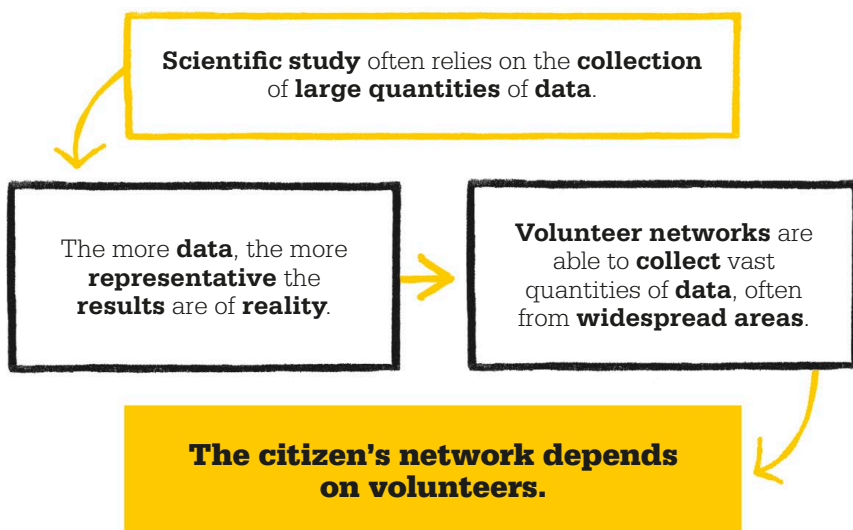 Scientific study often relies on the collection
of large quantities of data.
The more data, the more
representative the
results are of reality.
Volunteer networks are
able to collect vast
quantities of data, often
from widespread areas.
The citizen’s network depends
on volunteers.